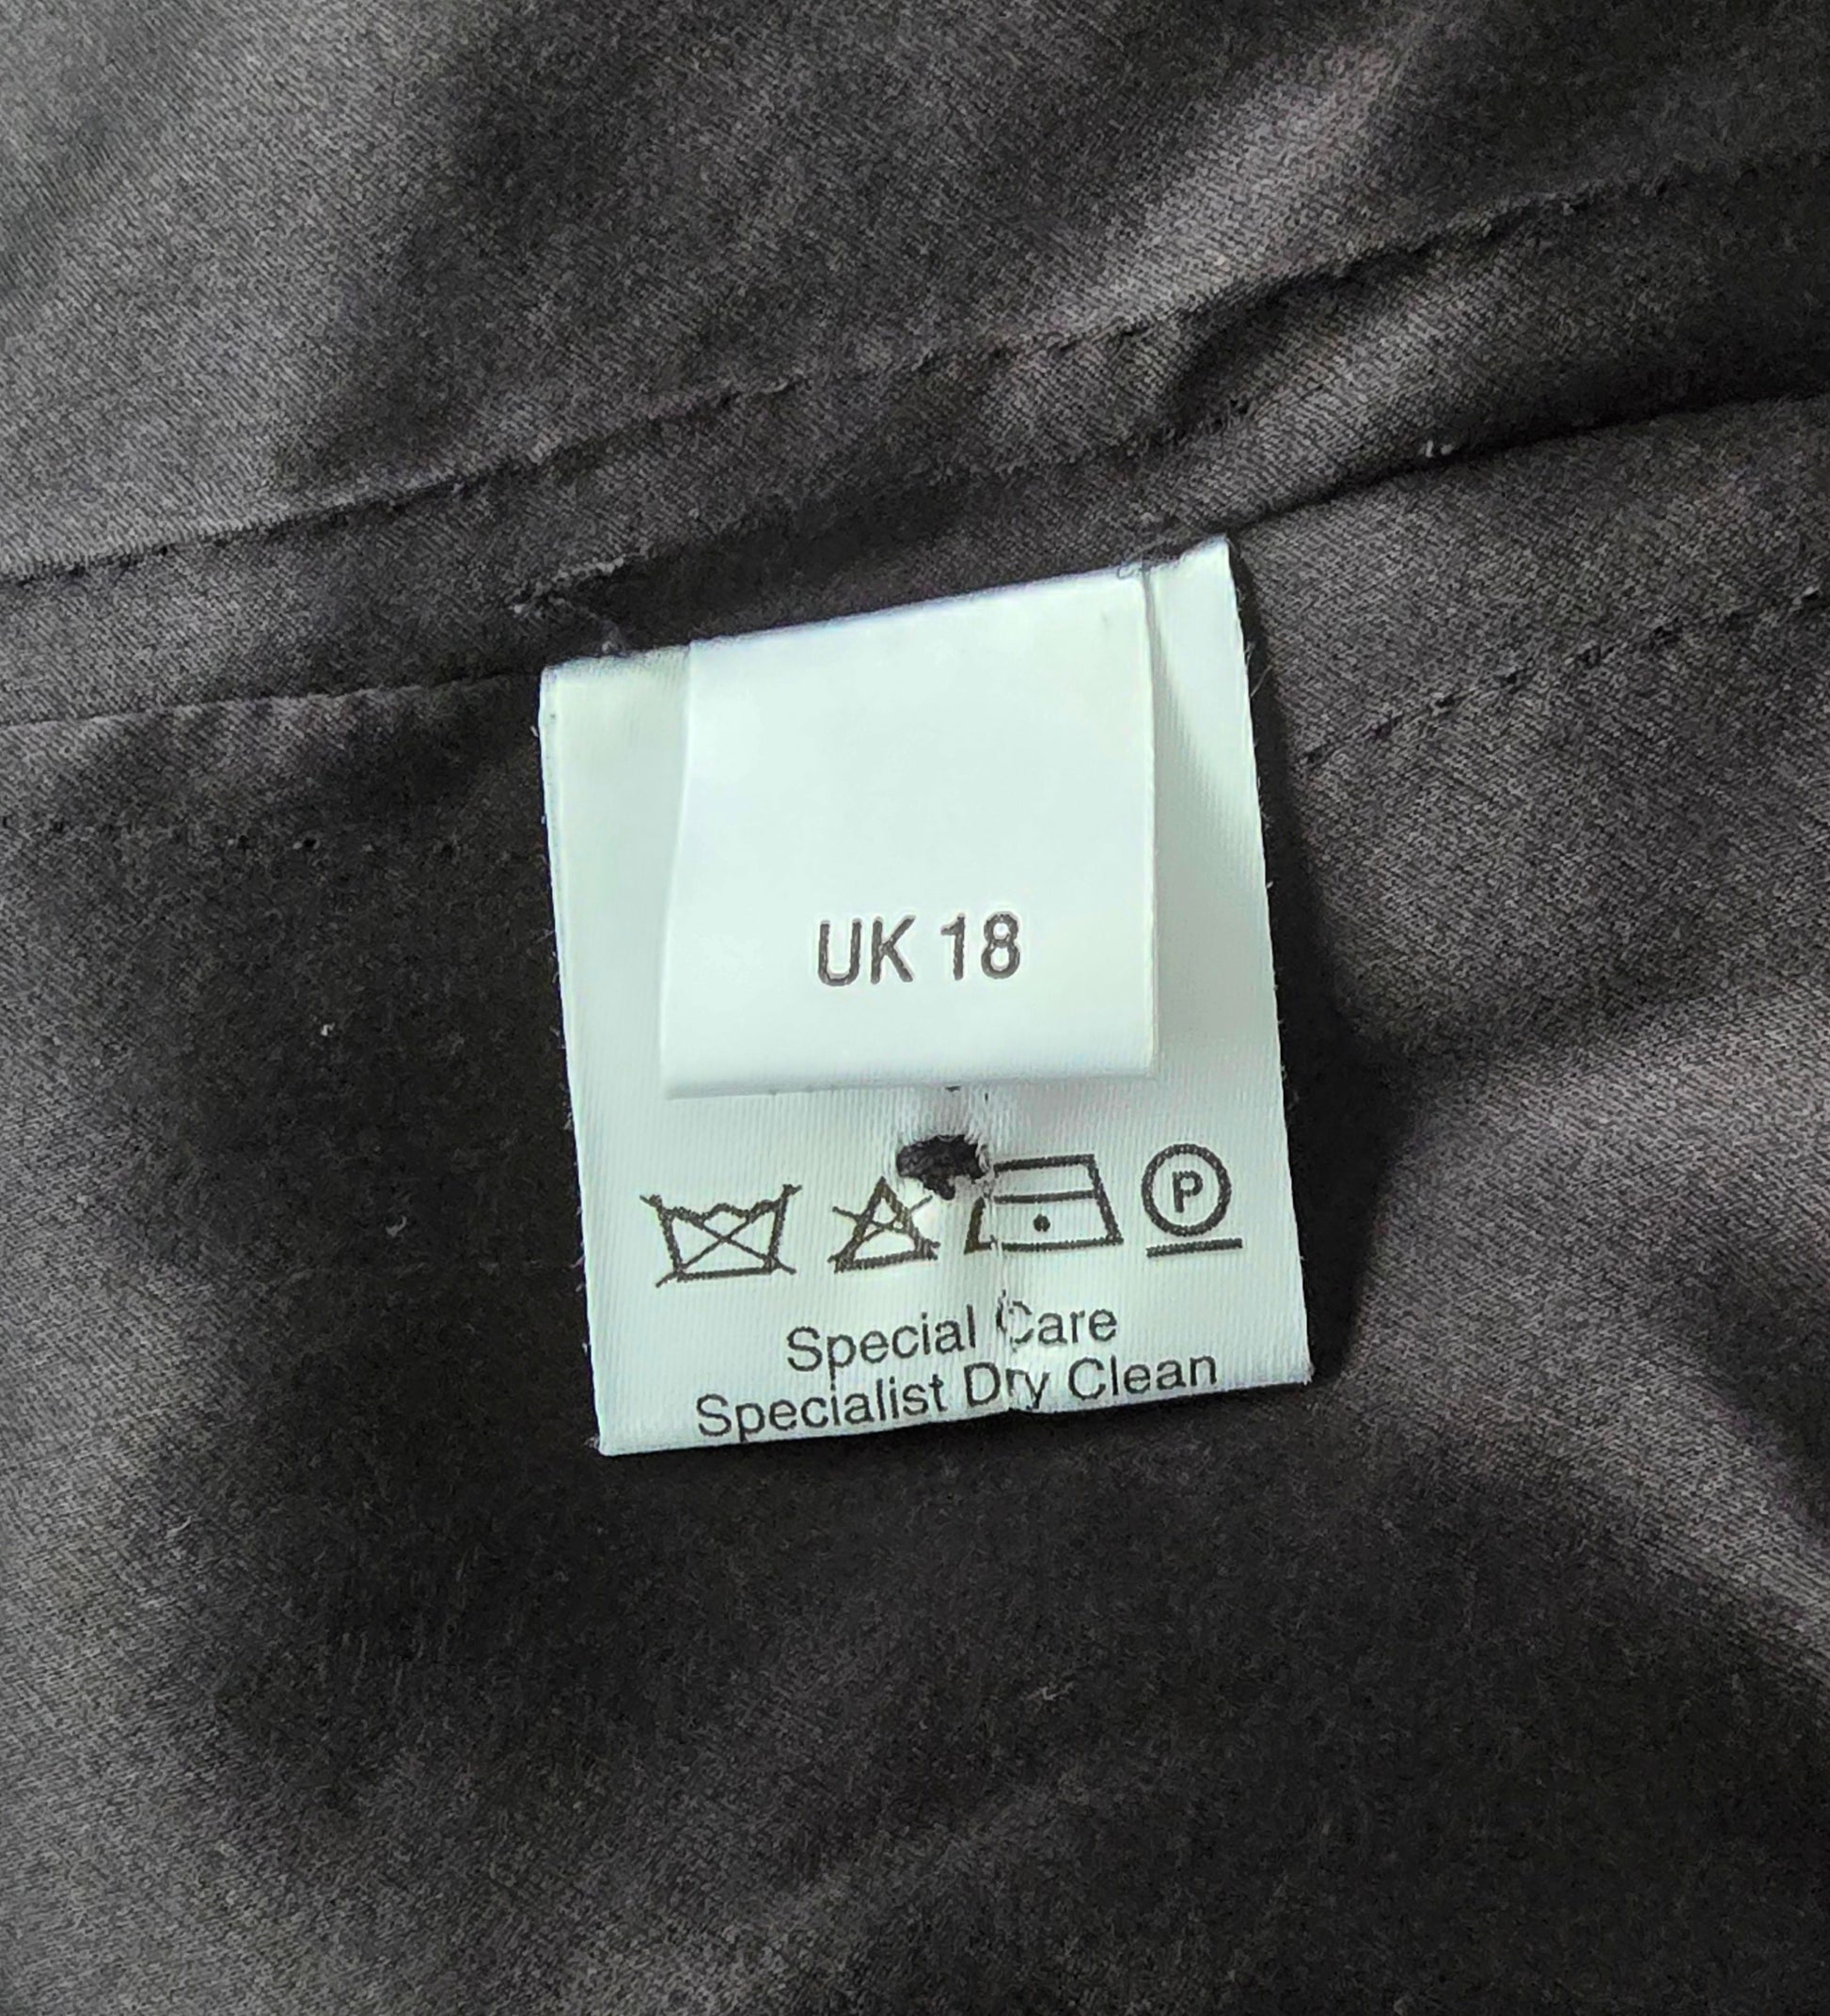 UK 18
P
Special Care
Specialist Dry Clean